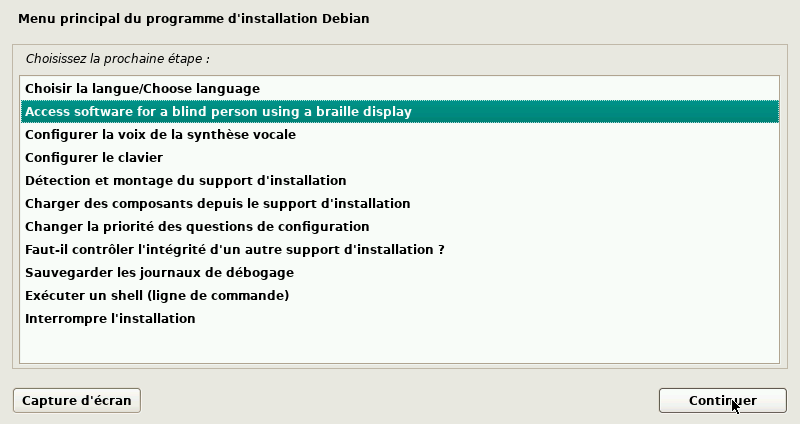 Menu principal du programme d'installation Debian
Choisissez la prochaine étape :
Choisir la langue/Choose language
Access software for a blind person using a braille display
Configurer la voix de la synthèse vocale
Configurer le clavier
Détection et montage du support d'installation
Charger des composants depuis le support d'installation
Changer la priorité des questions de configuration
Faut-il contrôler l'intégrité d'un autre support d'installation ?
Sauvegarder les journaux de débogage
Exécuter un shell (ligne de commande)
Interrompre l'installation
Capture d'écran
Continuer